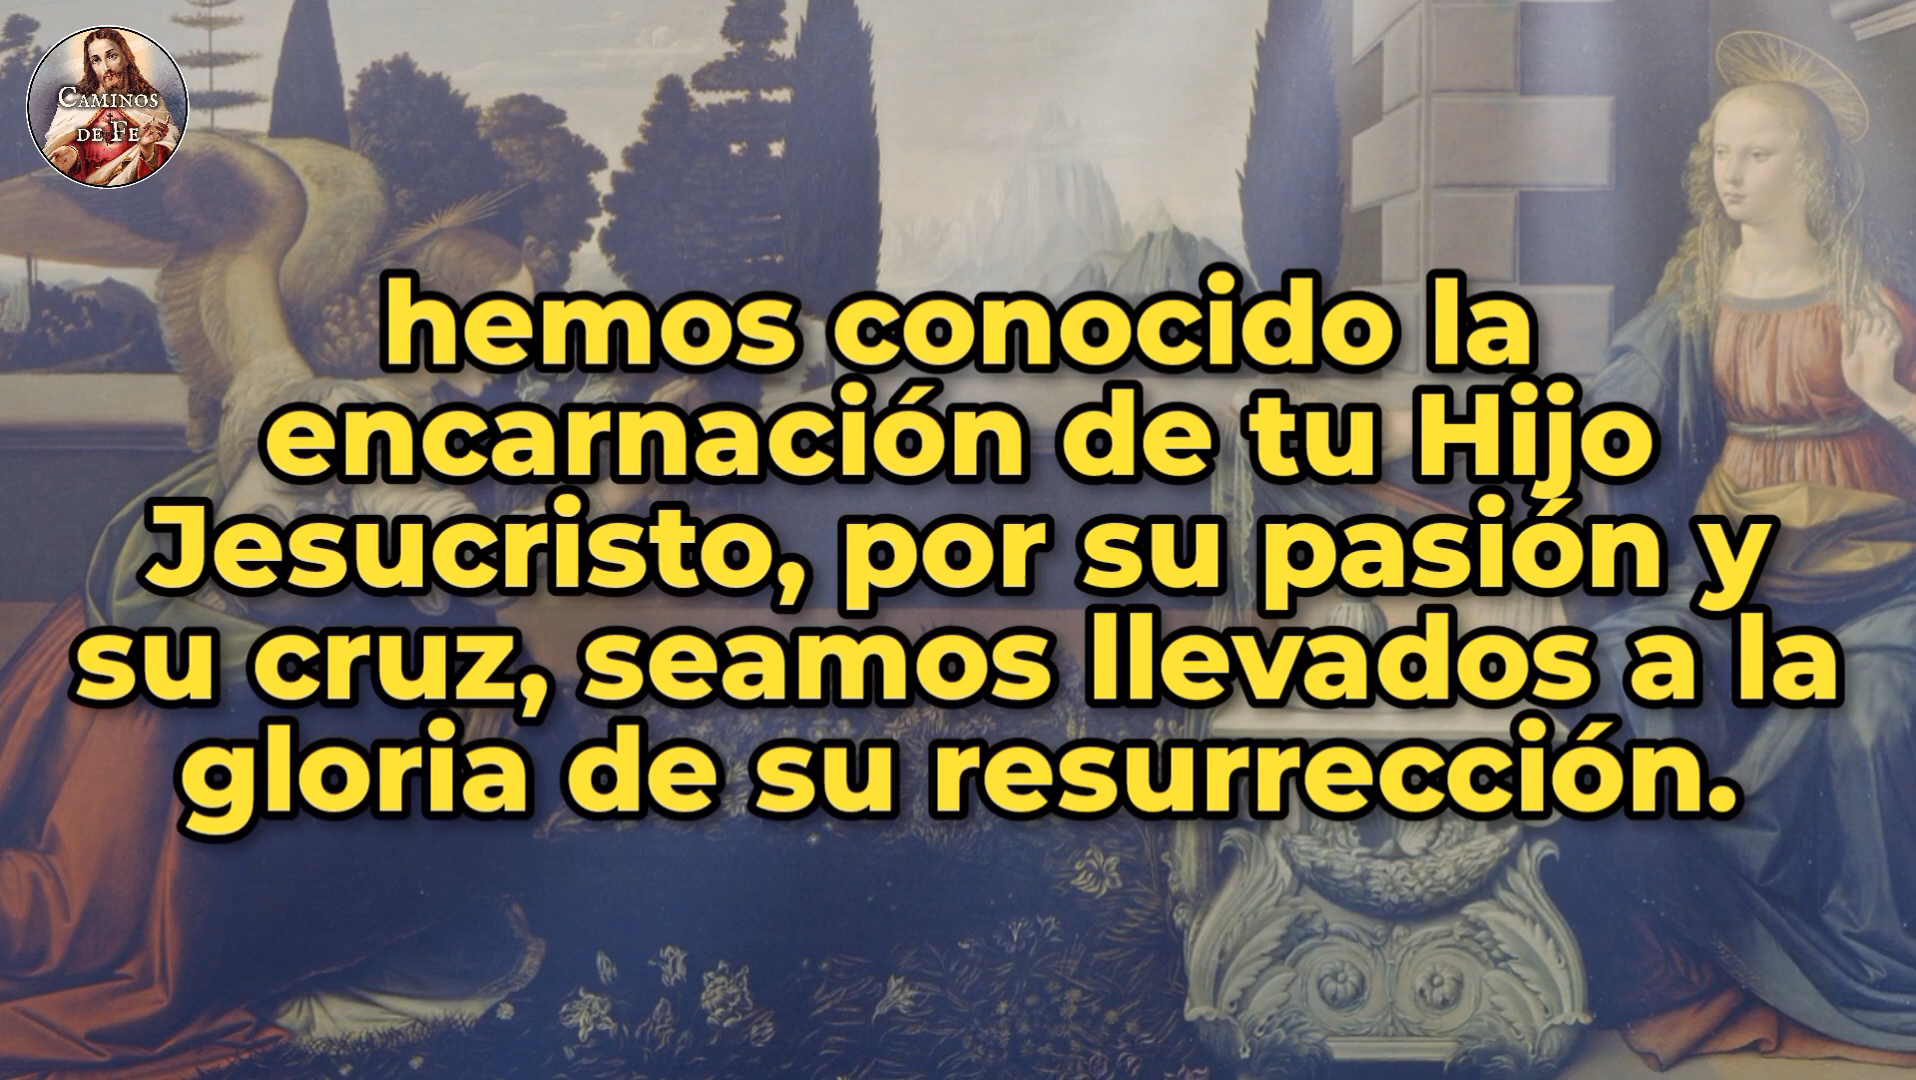 CAMINOS
DE FE
hemos conocido la
encarnación de tu Hijo
Jesucristo, por su pasión y
su cruz, seamos llevados a la
gloria de su resurrección.